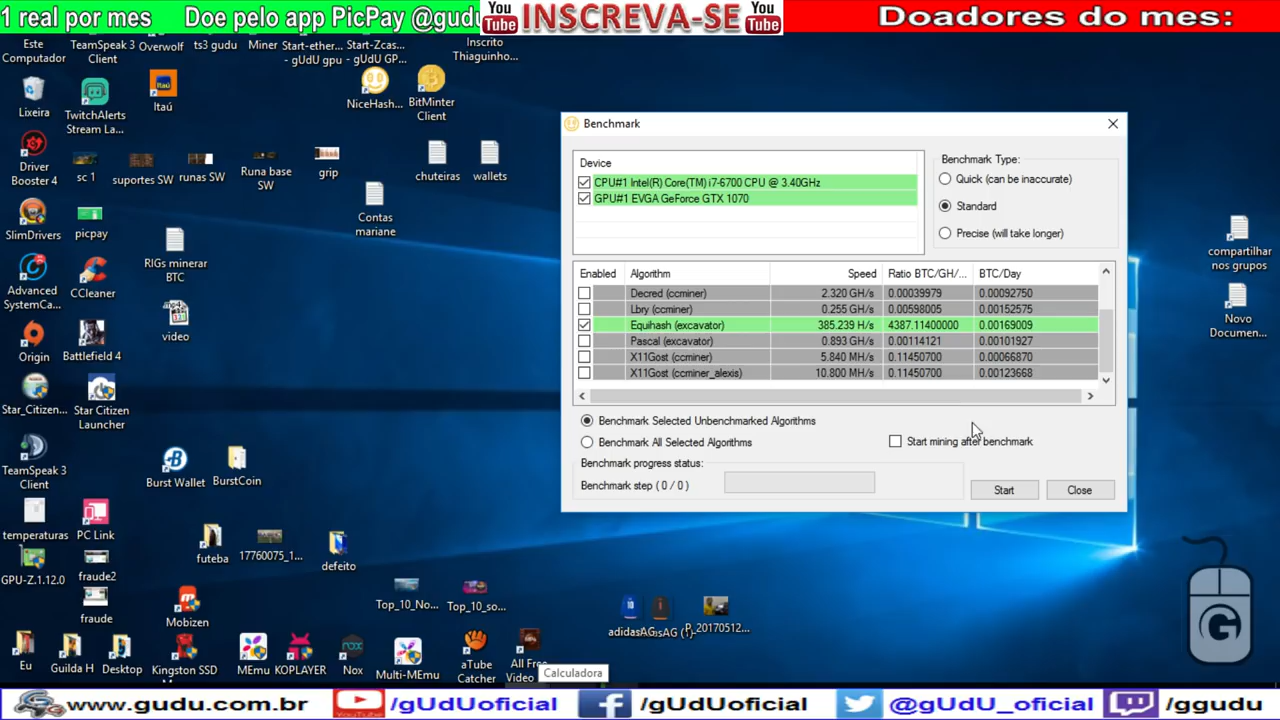 1 real por mes
Doe pelo app PicPay @gudu
You Tube
INSCREVA-SE
You Tube
Doadores do mes:
Este Computador
TeamSpeak 3 Client
Overwolf
ts3 gudu
Miner
Start-ether... - gUdU gpu
Start-Zcas... - gUdU GP...
Inscrito Thiaguinho...
Lixeira
TwitchAlerts Stream La...
Itaú
NiceHash...
BitMinter Client
Driver Booster 4
sc 1
suportes SW
runas SW
Runa base SW
grip
chuteiras
wallets
Contas mariane
SlimDrivers
picpay
RIGs minerar BTC
Advanced SystemCa...
CCleaner
video
Origin
Battlefield 4
Star_Citizen...
Star Citizen Launcher
TeamSpeak 3 Client
Burst Wallet
BurstCoin
temperaturas
PC Link
futeba
17760075_1...
defeito
GPU-Z.1.12.0
fraude2
fraude
Mobizen
Top_10_No...
Top_10_so...
P_20170512...
Eu
Guilda H
Desktop
Kingston SSD
MEmu
KOPLAYER
Nox
Multi-MEmu
aTube Catcher
All Free Video
Calculadora
compartilhar nos grupos
Novo Documen...
Benchmark
Device
CPU#1 Intel(R) Core(TM) i7-6700 CPU @ 3.40GHz
GPU#1 EVGA GeForce GTX 1070
Benchmark Type:
Quick (can be inaccurate)
Standard
Precise (will take longer)
Enabled Algorithm Speed Ratio BTC/GH/... BTC/Day
Decred (ccminer) 2.320 GH/s 0.00039979 0.00092750
Lbry (ccminer) 0.255 GH/s 0.00598005 0.00152575
Equihash (excavator) 385.239 H/s 4387.11400000 0.00169009
Pascal (excavator) 0.893 GH/s 0.00114121 0.00101927
X11Gost (ccminer) 5.840 MH/s 0.11450700 0.00066870
X11Gost (ccminer_alexis) 10.800 MH/s 0.11450700 0.00123668
Benchmark Selected Unbenchmarked Algorithms
Benchmark All Selected Algorithms
Start mining after benchmark
Benchmark progress status:
Benchmark step ( 0 / 0 )
Start
Close
G
www.gudu.com.br
YouTube
/gUdUoficial
/gUdUoficial
@gUdU_oficial
/ggudu